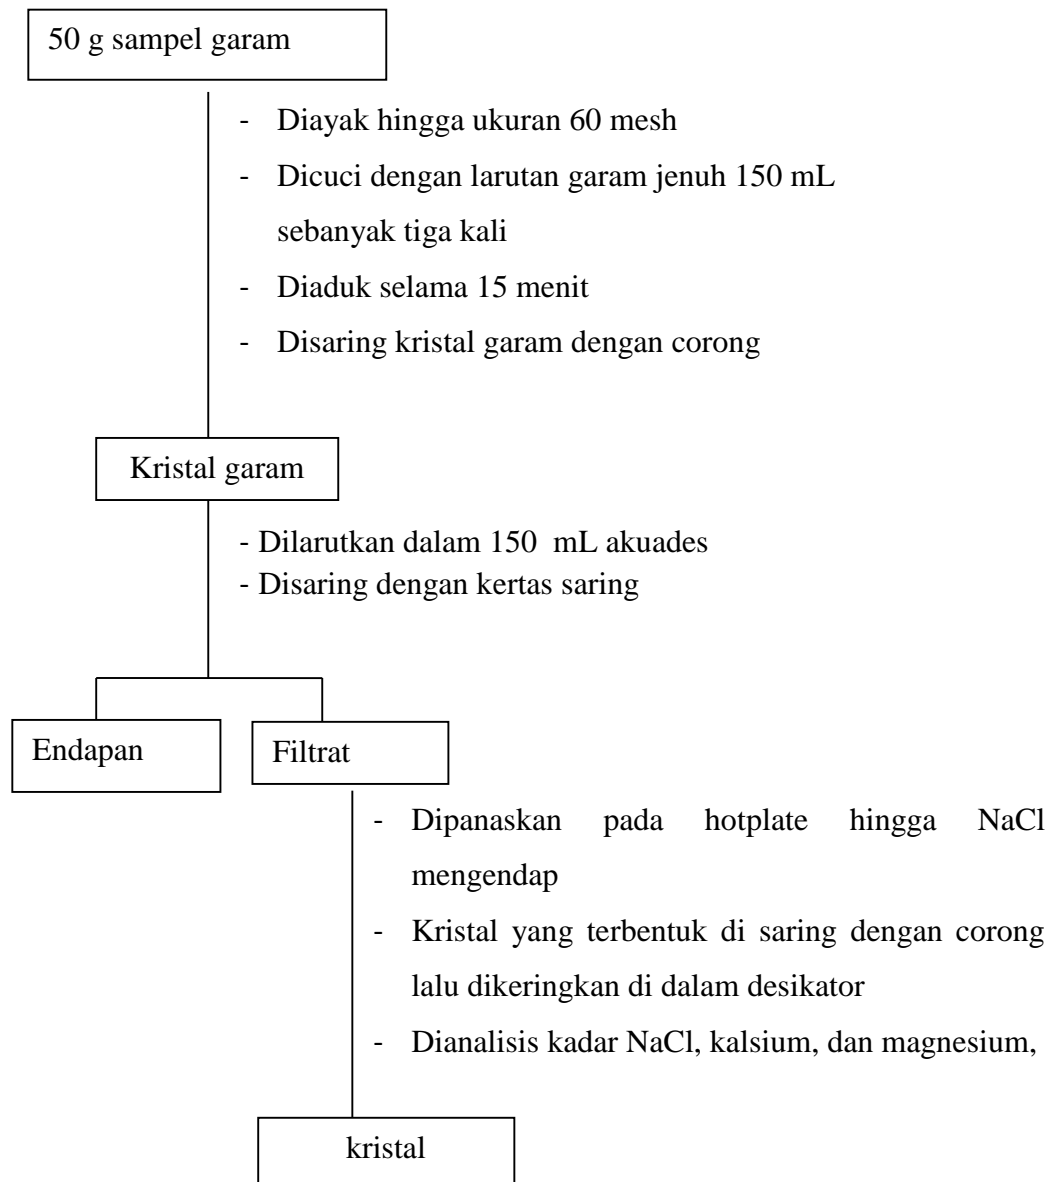 50 g sampel garam
- Diayak hingga ukuran 60 mesh
- Dicuci dengan larutan garam jenuh 150 mL
sebanyak tiga kali
- Diaduk selama 15 menit
- Disaring kristal garam dengan corong
Kristal garam
- Dilarutkan dalam 150 mL akuades
- Disaring dengan kertas saring
Endapan
Filtrat
- Dipanaskan pada hotplate hingga NaCl
mengendap
- Kristal yang terbentuk di saring dengan corong
lalu dikeringkan di dalam desikator
- Dianalisis kadar NaCl, kalsium, dan magnesium,
kristal